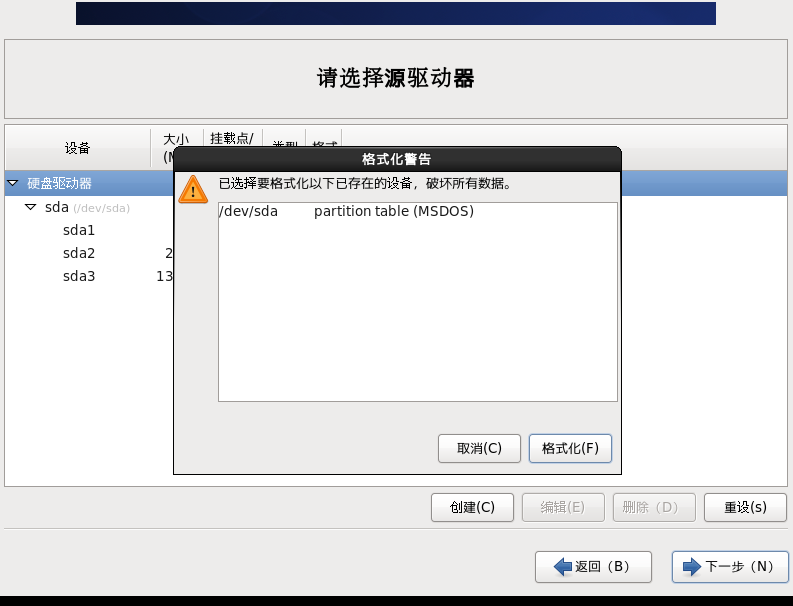 请选择源驱动器
设备
大小
挂载点/
类型
格式
格式化警告
硬盘驱动器
已选择要格式化以下已存在的设备，破坏所有数据。
sda (/dev/sda)
/dev/sda partition table (MSDOS)
sda1
sda2
sda3
取消(C) 格式化(F)
创建(C) 编辑(E) 删除（D） 重设(s)
返回（B） 下一步（N）